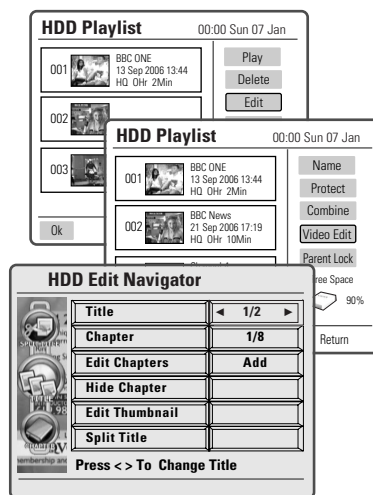 HDD Playlist 00:00 Sun 07 Jan
001 BBC ONE
13 Sep 2006 13:44
HQ 0Hr 2Min
Play
Delete
Edit
002
003
Ok
HDD Playlist 00:00 Sun 07 Jan
001 BBC ONE
13 Sep 2006 13:44
HQ 0Hr 2Min
002 BBC News
21 Sep 2006 17:19
HQ 0Hr 10Min
Name
Protect
Combine
Video Edit
Parent Lock
Space
90%
Return
HDD Edit Navigator
Title ◄ 1/2 ►
Chapter 1/8
Edit Chapters Add
Hide Chapter
Edit Thumbnail
Split Title
Press < > To Change Title